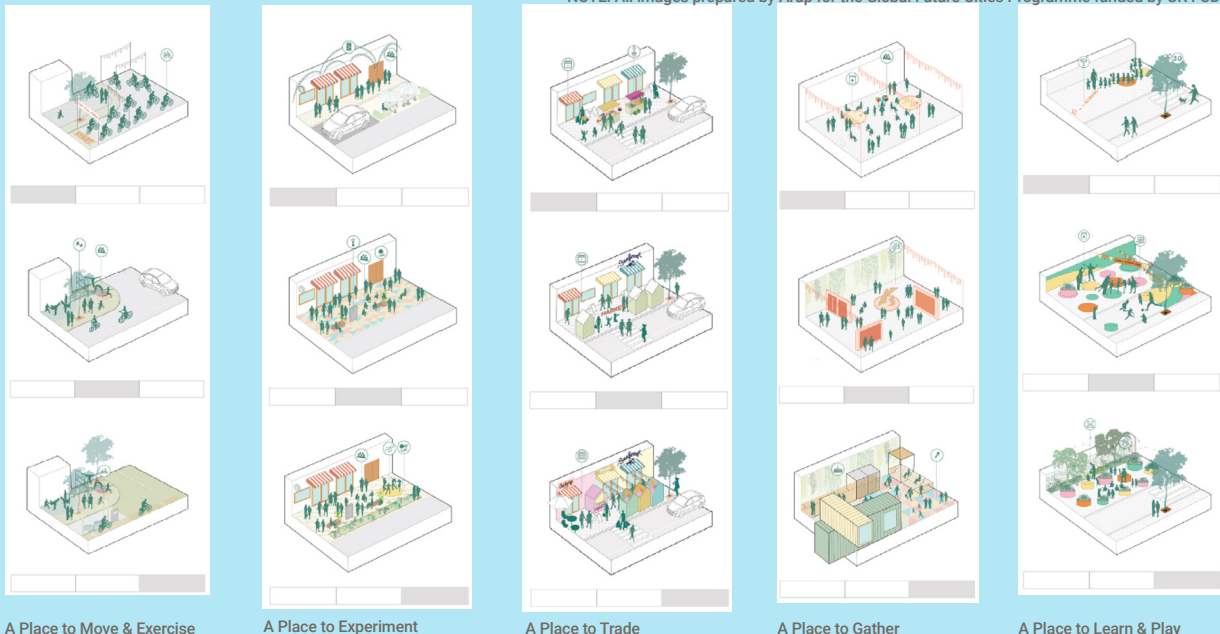 NOTE: All images prepared by Arup for the Global Future Cities Programme funded by UK
MARKET
A Place to Move & Exercise
A Place to Experiment
A Place to Trade
A Place to Gather
A Place to Learn & Play